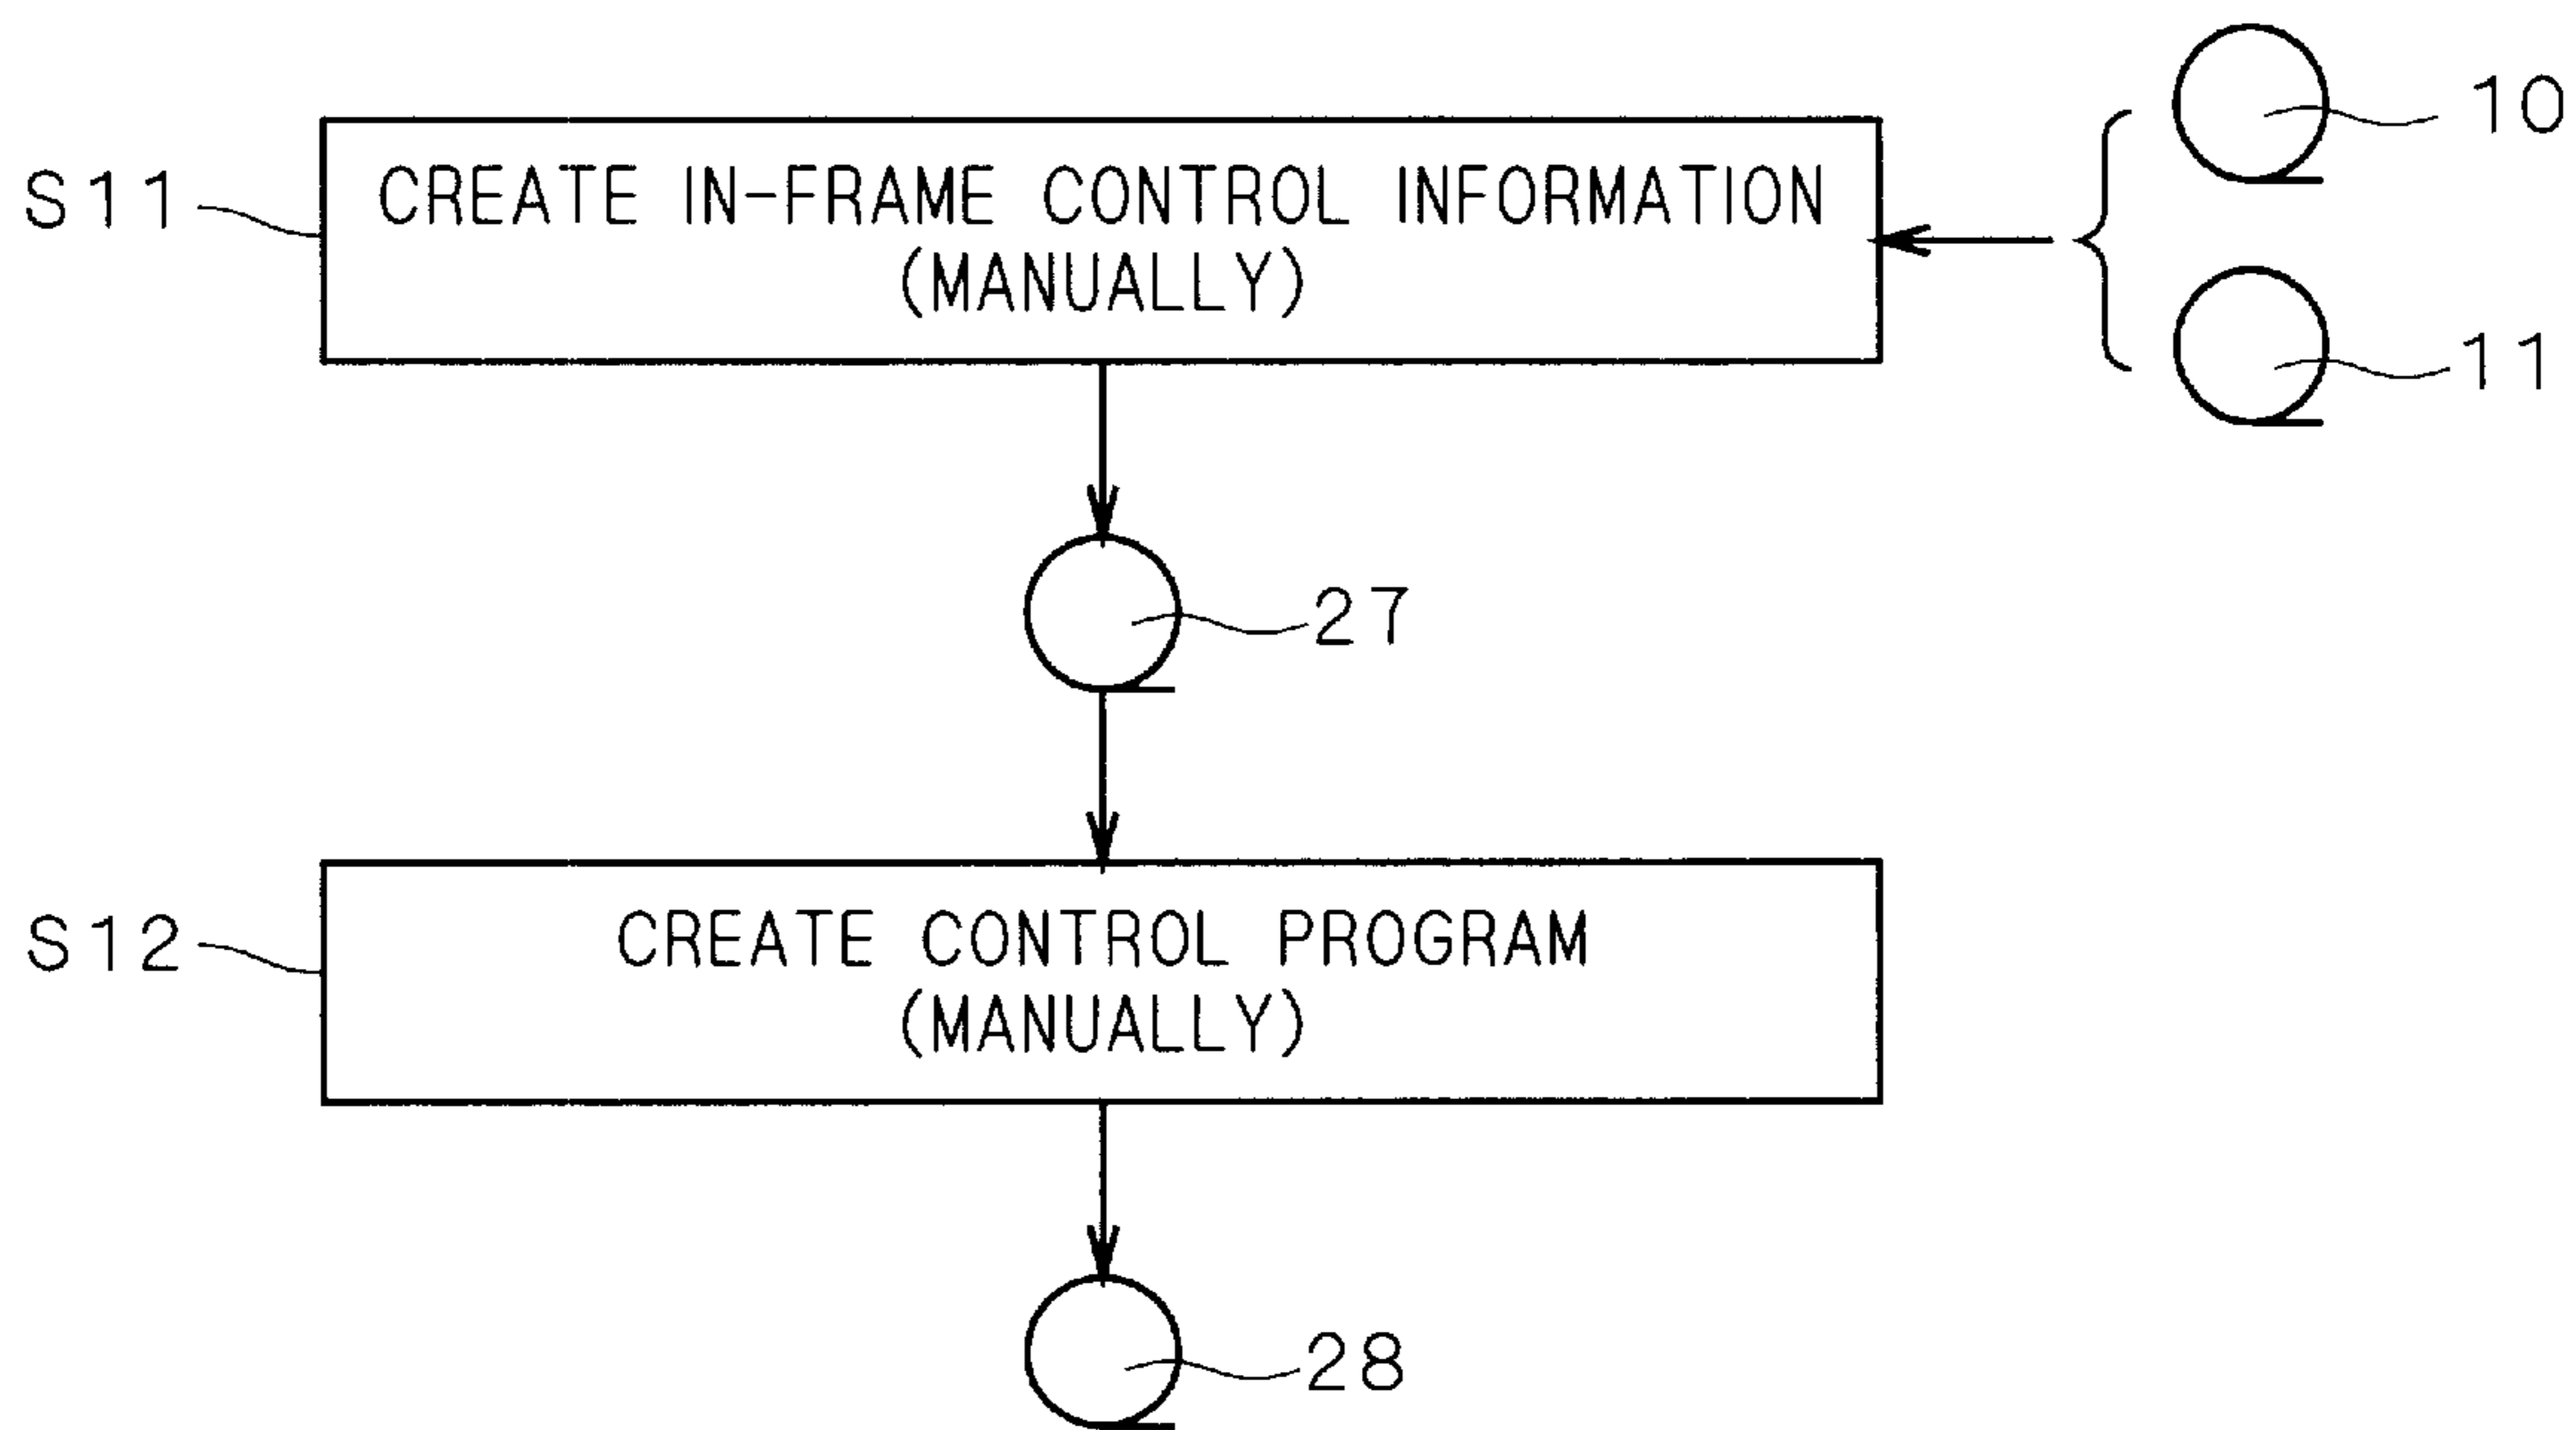 10
S11
CREATE IN-FRAME CONTROL INFORMATION
(MANUALLY)
11
27
S12
CREATE CONTROL PROGRAM
(MANUALLY)
28